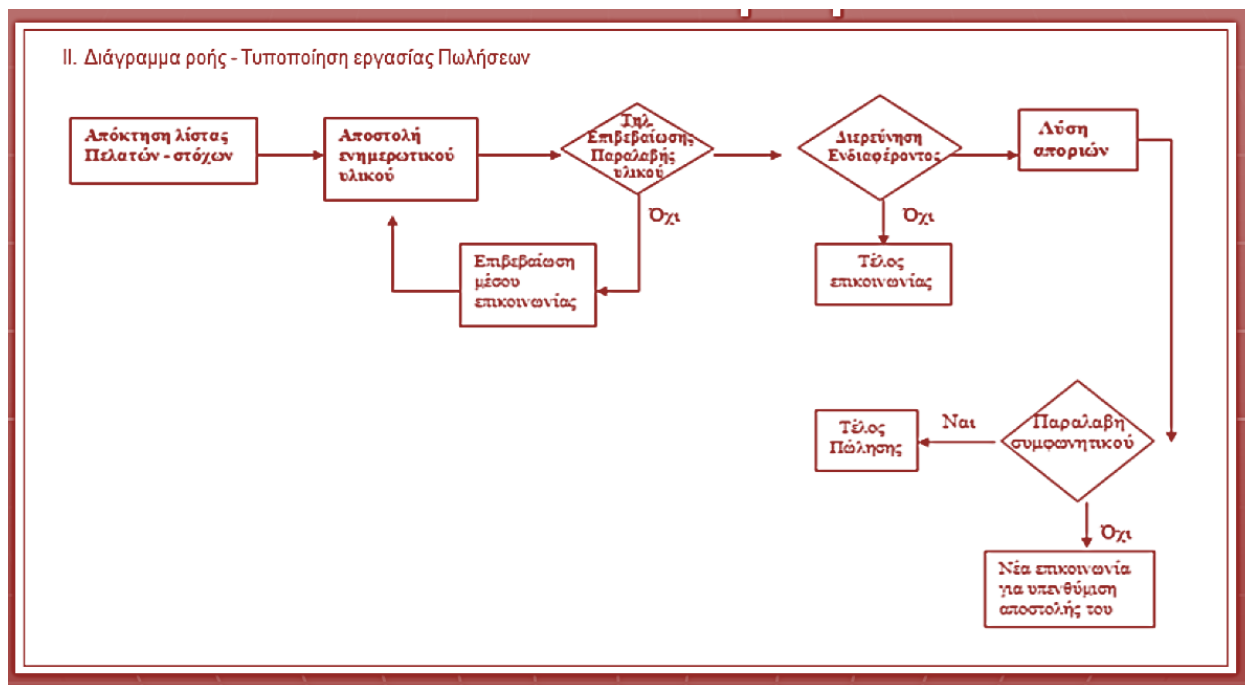 II. Διάγραμμα ροής - Τυποποίηση εργασίας Πωλήσεων
Απόκτηση λίστας
Πελατών - στόχων
Αποστολή
ενημερωτικού
υλικού
Τηλ.
Επιβεβαίωσης
Παραλαβής
υλικού
Διερεύνηση
Ενδιαφέροντος
Λύση
αποριών
Όχι
Όχι
Επιβεβαίωση
μέσου
επικοινωνίας
Τέλος
επικοινωνίας
Τέλος
Πώλησης
Ναι
Παραλαβή
συμφωνητικού
Όχι
Νέα επικοινωνία
για υπενθύμιση
αποστολής του